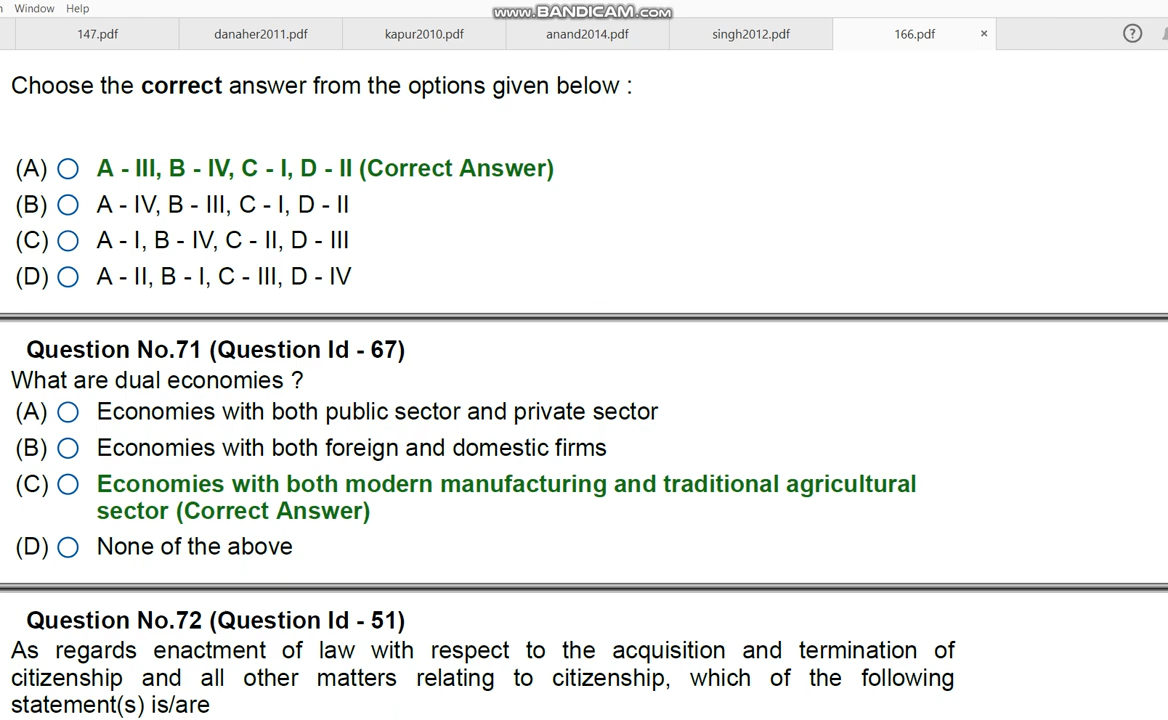 Window Help
www.BANDICAM.com
147.pdf danaher2011.pdf kapur2010.pdf anand2014.pdf singh2012.pdf 166.pdf × ?
Choose the correct answer from the options given below :
(A) A - III, B - IV, C - I, D - II (Correct Answer)
(B) A - IV, B - III, C - I, D - II
(C) A - I, B - IV, C - II, D - III
(D) A - II, B - I, C - III, D - IV
Question No.71 (Question Id - 67)
What are dual economies ?
(A) Economies with both public sector and private sector
(B) Economies with both foreign and domestic firms
(C) Economies with both modern manufacturing and traditional agricultural
sector (Correct Answer)
(D) None of the above
Question No.72 (Question Id - 51)
As regards enactment of law with respect to the acquisition and termination of
citizenship and all other matters relating to citizenship, which of the following
statement(s) is/are